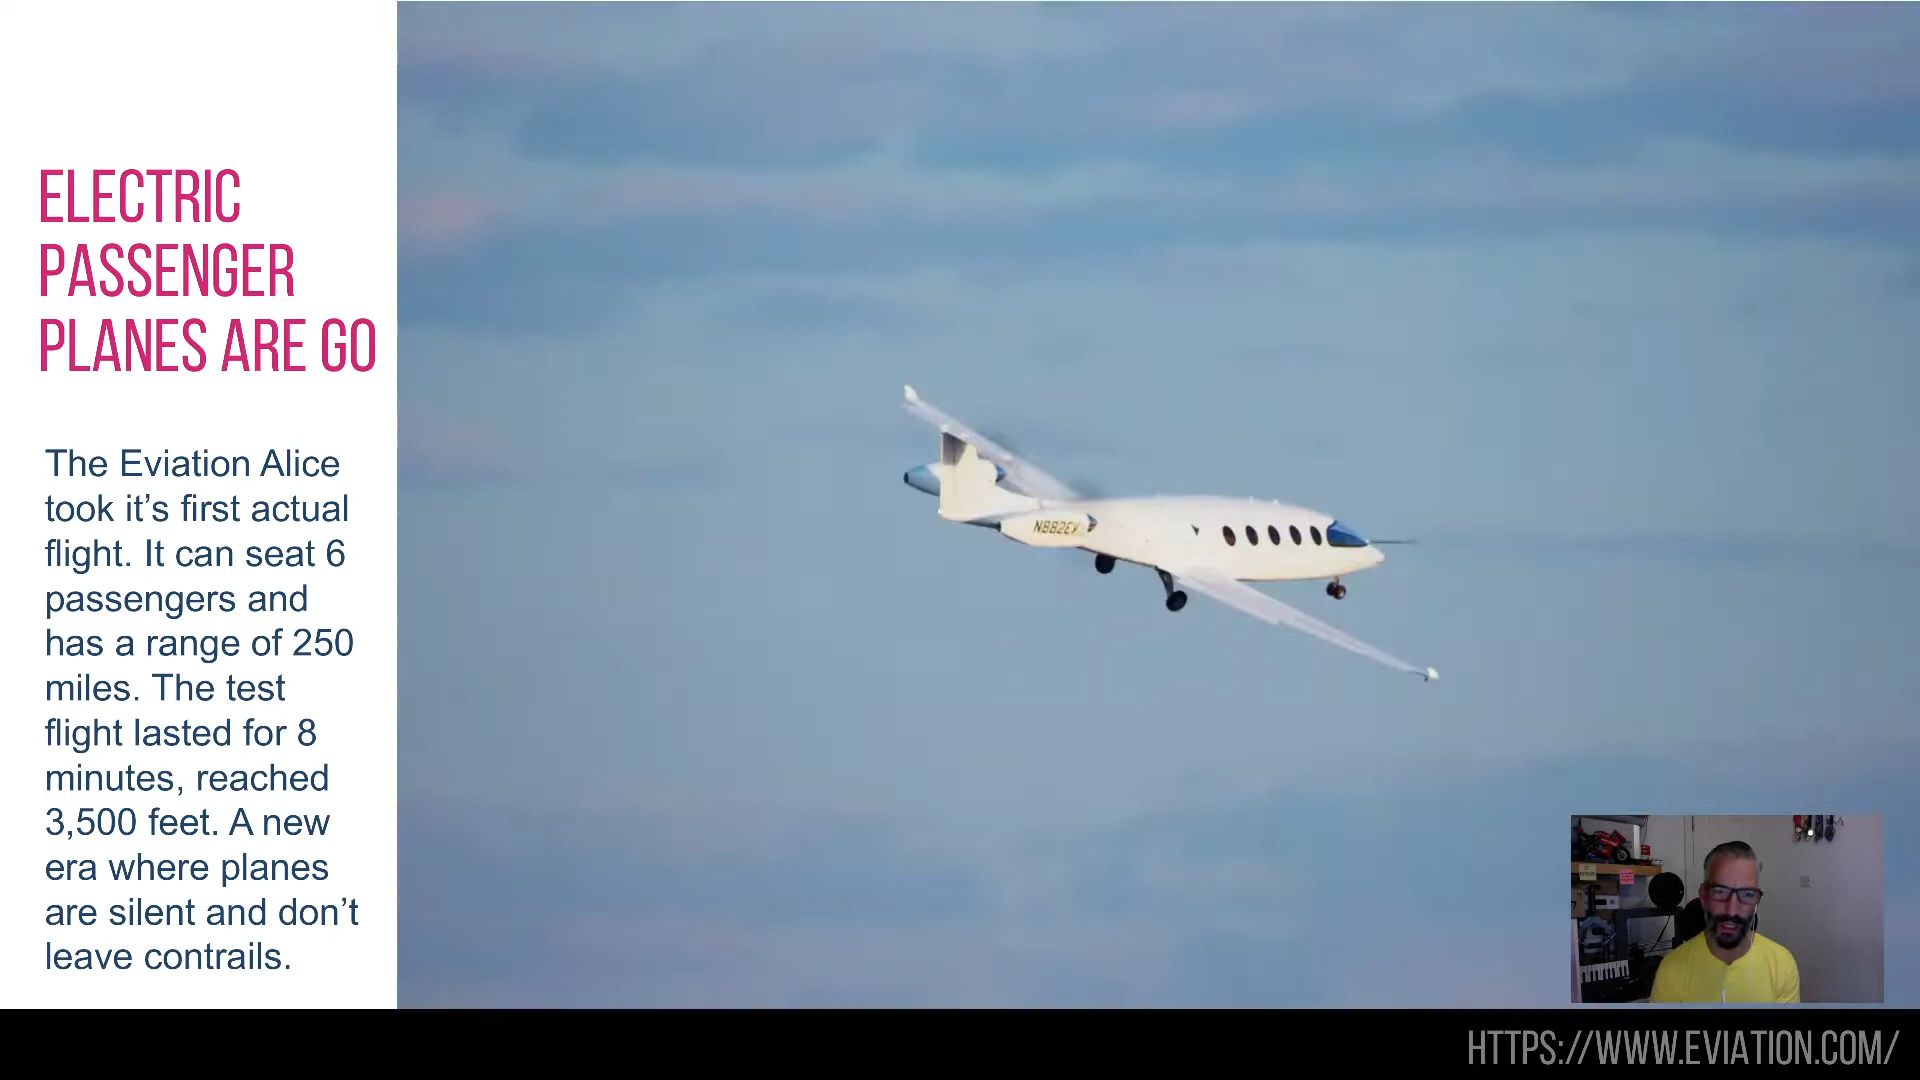 ELECTRIC
PASSENGER
PLANES ARE GO
The Eviation Alice
took it’s first actual
flight. It can seat 6
passengers and
has a range of 250
miles. The test
flight lasted for 8
minutes, reached
3,500 feet. A new
era where planes
are silent and don’t
leave contrails.
N882EV
HTTPS://WWW.EVIATION.COM/